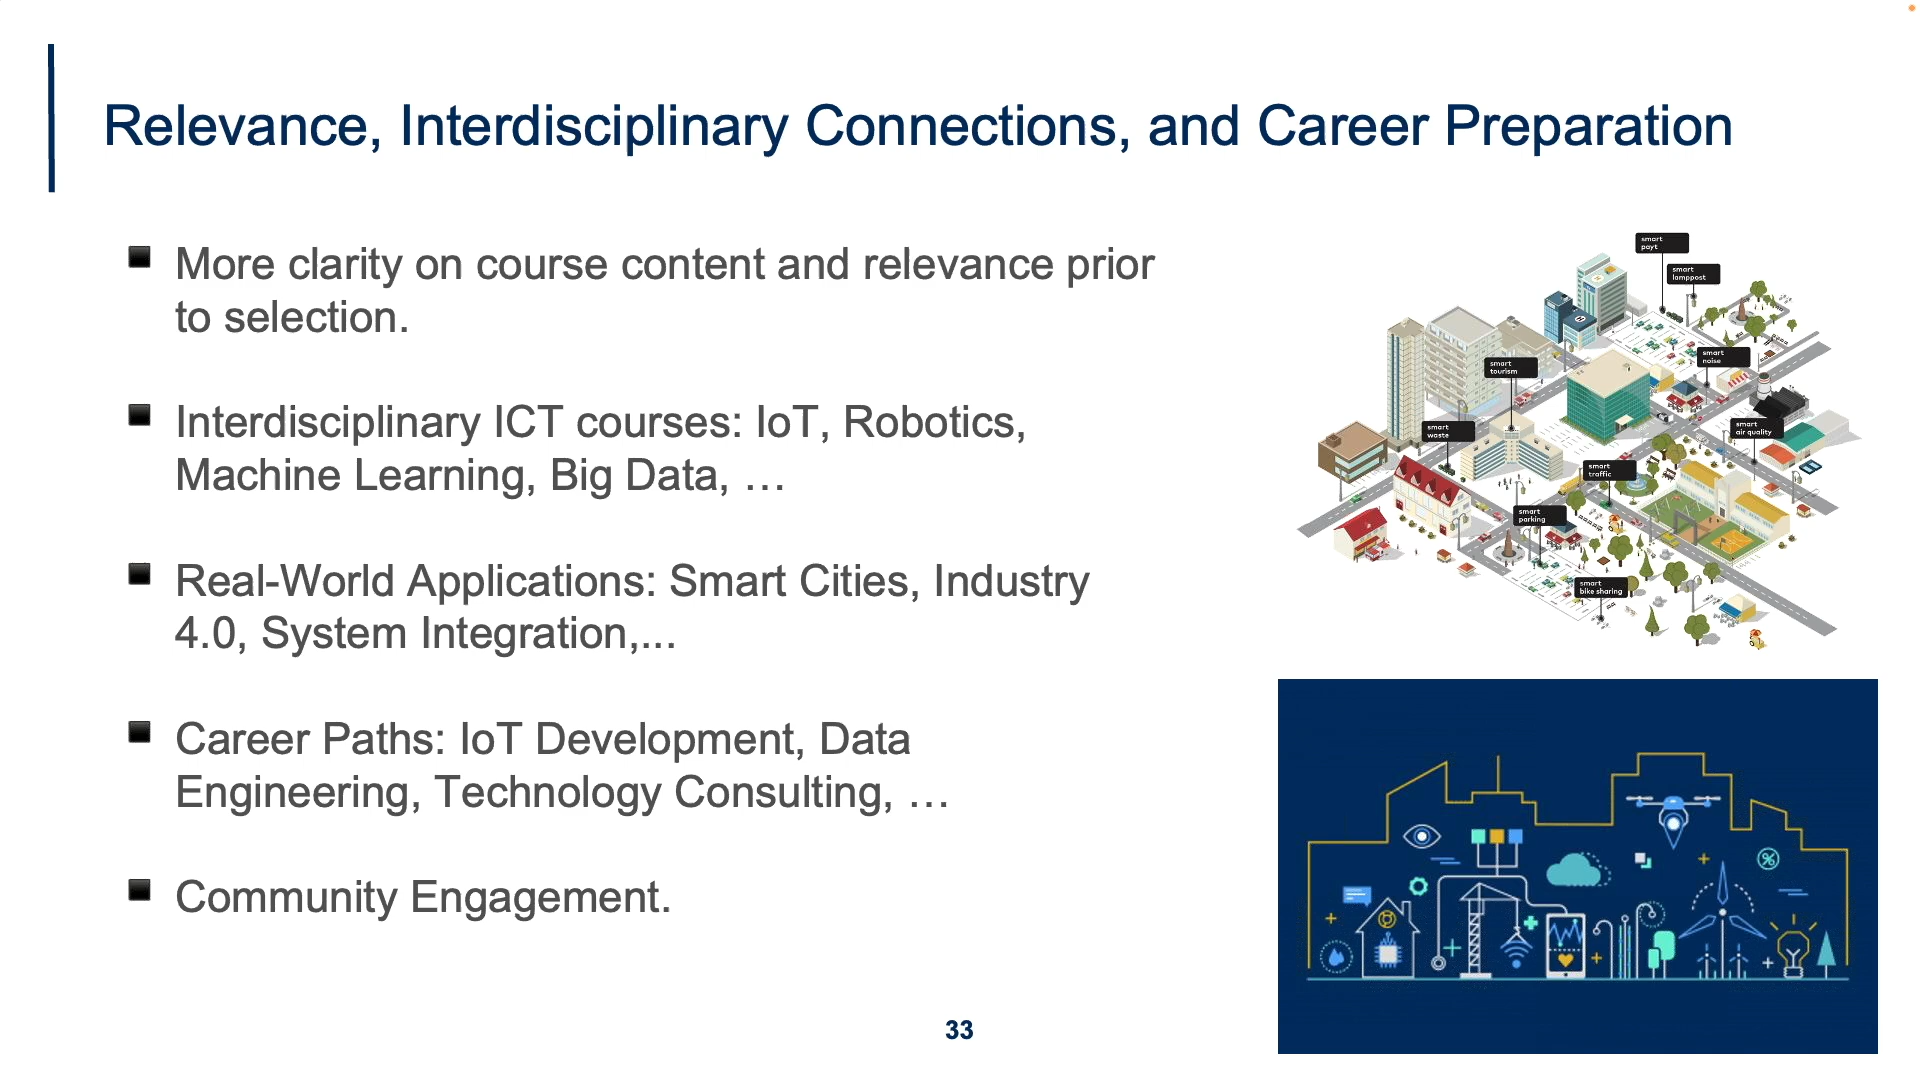 Relevance, Interdisciplinary Connections, and Career Preparation
More clarity on course content and relevance prior
to selection.
Interdisciplinary ICT courses: IoT, Robotics,
Machine Learning, Big Data, …
Real-World Applications: Smart Cities, Industry
4.0, System Integration,...
Career Paths: IoT Development, Data
Engineering, Technology Consulting, …
Community Engagement.
smart
payt
smart
lamppost
smart
noise
smart
tourism
smart
waste
smart
air quality
smart
traffic
smart
parking
smart
bike sharing
33